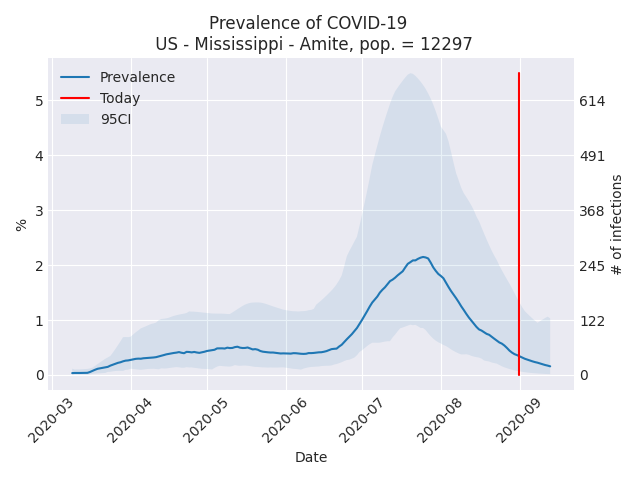 Prevalence of COVID-19
US - Mississippi - Amite, pop. = 12297
Prevalence
Today
95CI
%
5
4
3
2
1
0
614
491
368
245
122
0
# of infections
2020-03
2020-04
2020-05
2020-06
2020-07
2020-08
2020-09
Date